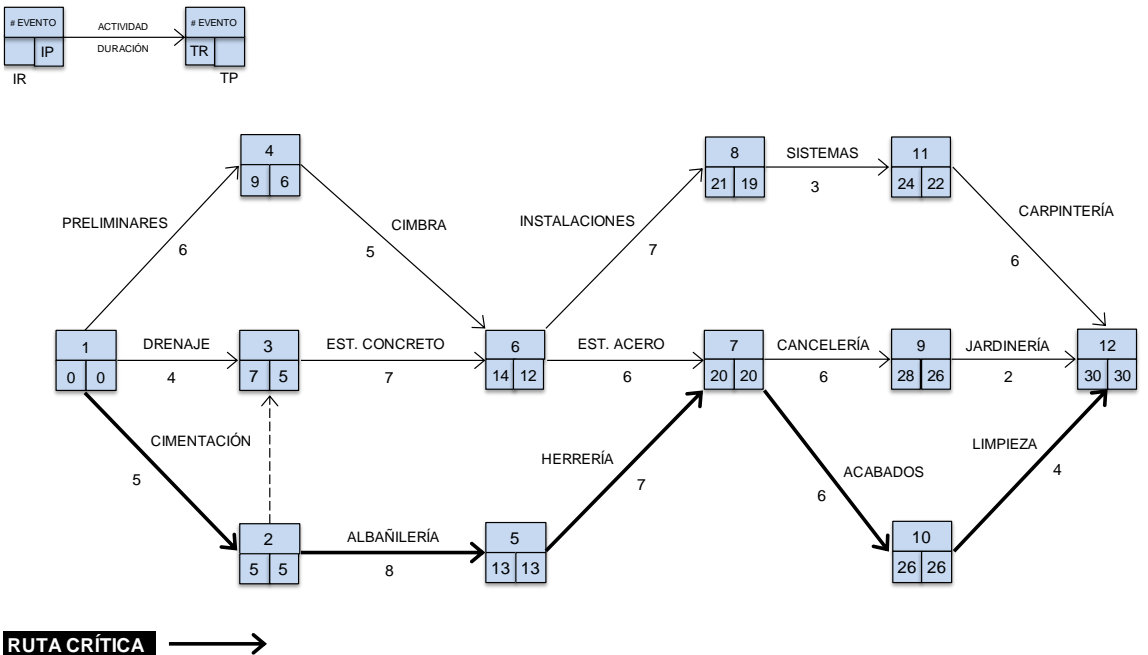 # EVENTO
IP
IR
ACTIVIDAD
DURACIÓN
# EVENTO
TR
TP
4
9 6
8
21 19
SISTEMAS
3
11
24 22
PRELIMINARES
6
CIMBRA
5
INSTALACIONES
7
CARPINTERÍA
6
1
0 0
DRENAJE
4
3
7 5
EST. CONCRETO
7
6
14 12
EST. ACERO
6
7
20 20
CANCELERÍA
6
9
28 26
JARDINERÍA
2
12
30 30
CIMENTACIÓN
5
HERRERÍA
7
ACABADOS
6
LIMPIEZA
4
2
5 5
ALBAÑILERÍA
8
5
13 13
10
26 26
RUTA CRÍTICA